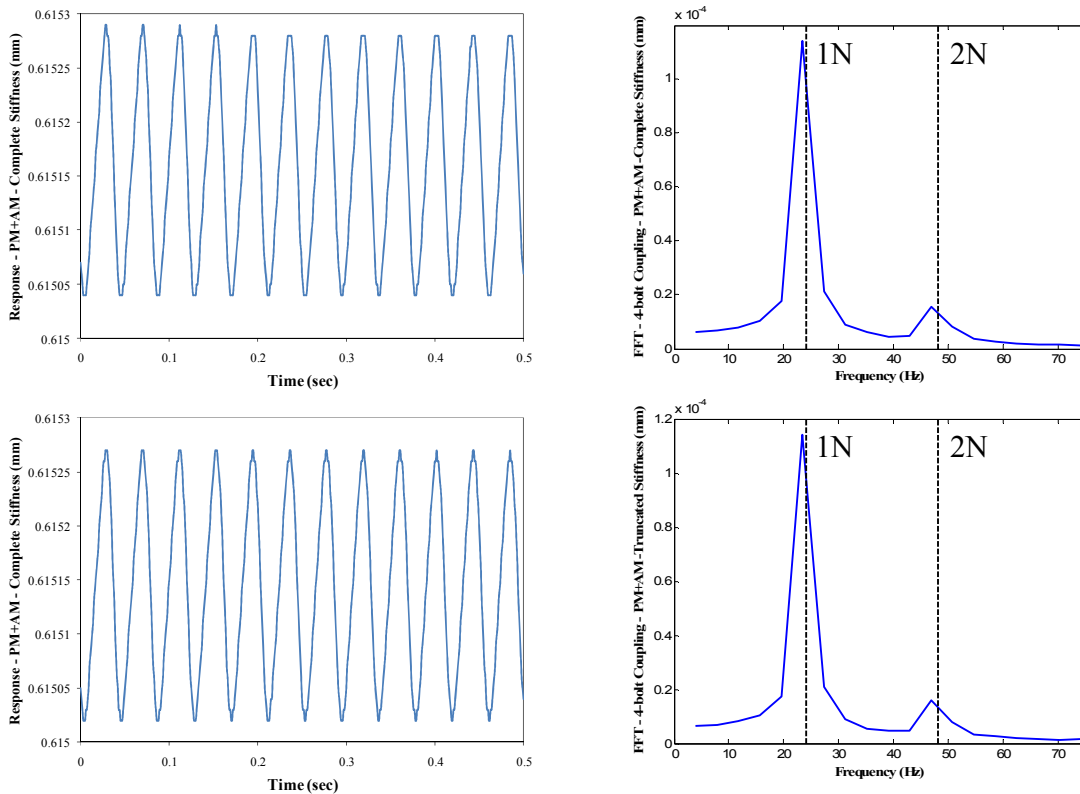 Response - PM+AM - Complete Stiffness (mm)
0.6153
0.61525
0.6152
0.61515
0.6151
0.61505
0.615
0 0.1 0.2 0.3 0.4 0.5
Time (sec)
FFT - 4-bolt Coupling - PM+AM-Complete Stiffness (mm)
x 10-4
1
0.8
0.6
0.4
0.2
0
0 10 20 30 40 50 60 70
Frequency (Hz)
1N 2N
Response - PM+AM - Complete Stiffness (mm)
0.6153
0.61525
0.6152
0.61515
0.6151
0.61505
0.615
0 0.1 0.2 0.3 0.4 0.5
Time (sec)
FFT - 4-bolt Coupling - PM+AM-Truncated Stiffness (mm)
x 10-4
1.2
1
0.8
0.6
0.4
0.2
0
0 10 20 30 40 50 60 70
Frequency (Hz)
1N 2N